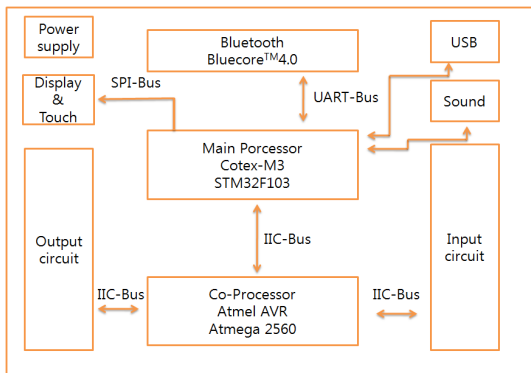 Power
supply
Bluetooth
Bluecore™4.0
USB
Display
&
Touch
SPI-Bus
UART-Bus
Sound
Main Porcessor
Cotex-M3
STM32F103
Output
circuit
IIC-Bus
Input
circuit
IIC-Bus
Co-Processor
Atmel AVR
Atmega 2560
IIC-Bus